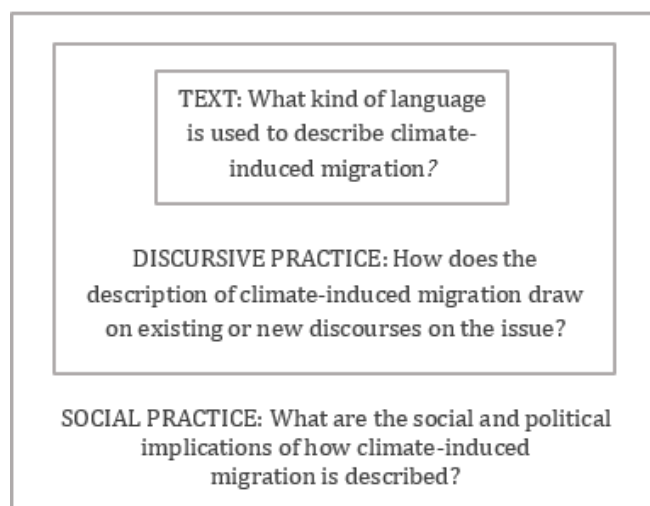 TEXT: What kind of language
is used to describe climate-
induced migration?
DISCURSIVE PRACTICE: How does the
description of climate-induced migration draw
on existing or new discourses on the issue?
SOCIAL PRACTICE: What are the social and political
implications of how climate-induced
migration is described?